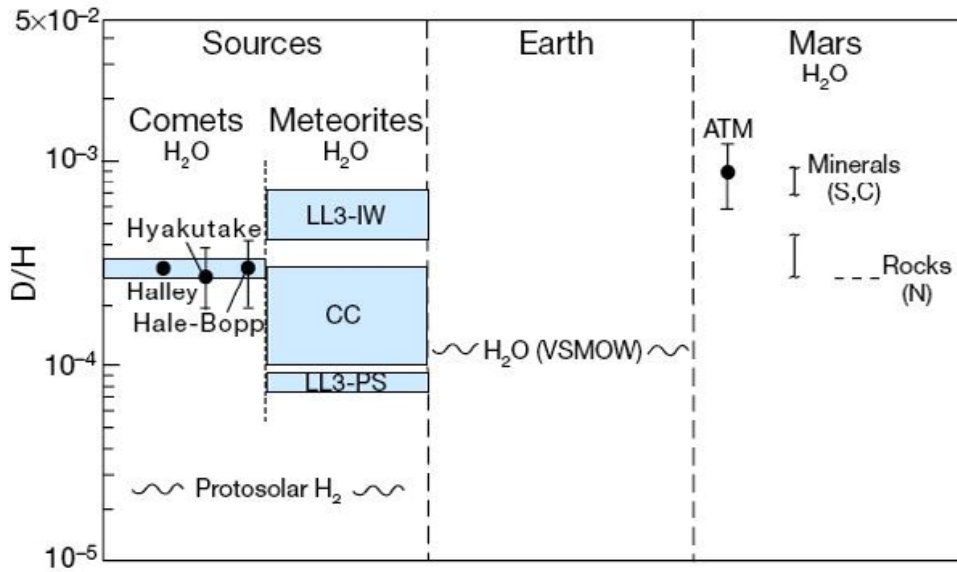 5×10⁻²
Sources
Earth
Mars
H₂O
Comets
H₂O
Meteorites
H₂O
ATM
10⁻³
Minerals
(S,C)
LL3-IW
Hyakutake
D/H
Halley
Hale-Bopp
CC
Rocks
(N)
H₂O (VSMOW)
10⁻⁴
LL3-PS
Protosolar H₂
10⁻⁵